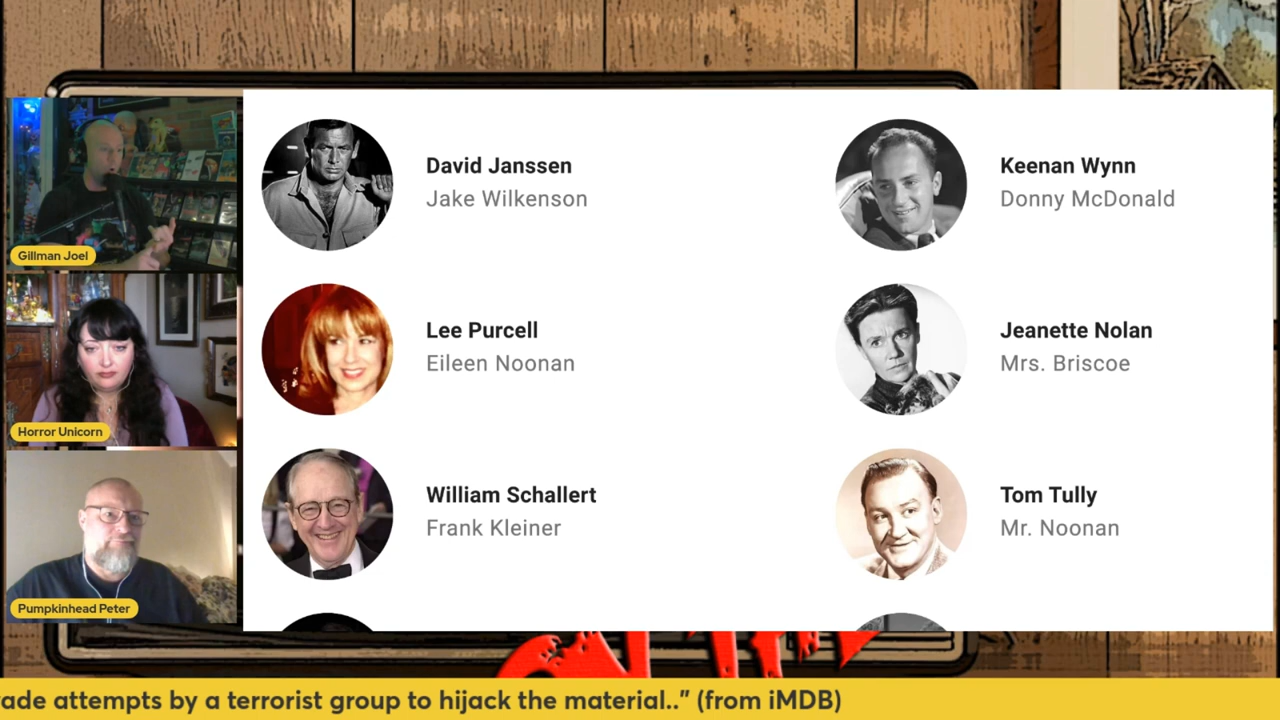 David Janssen
Jake Wilkenson
Keenan Wynn
Donny McDonald
Gillman Joel
Lee Purcell
Eileen Noonan
Jeanette Nolan
Mrs. Briscoe
Horror Unicorn
William Schallert
Frank Kleiner
Tom Tully
Mr. Noonan
Pumpkinhead Peter
attempts by a terrorist group to hijack the material..” (from iMDB)